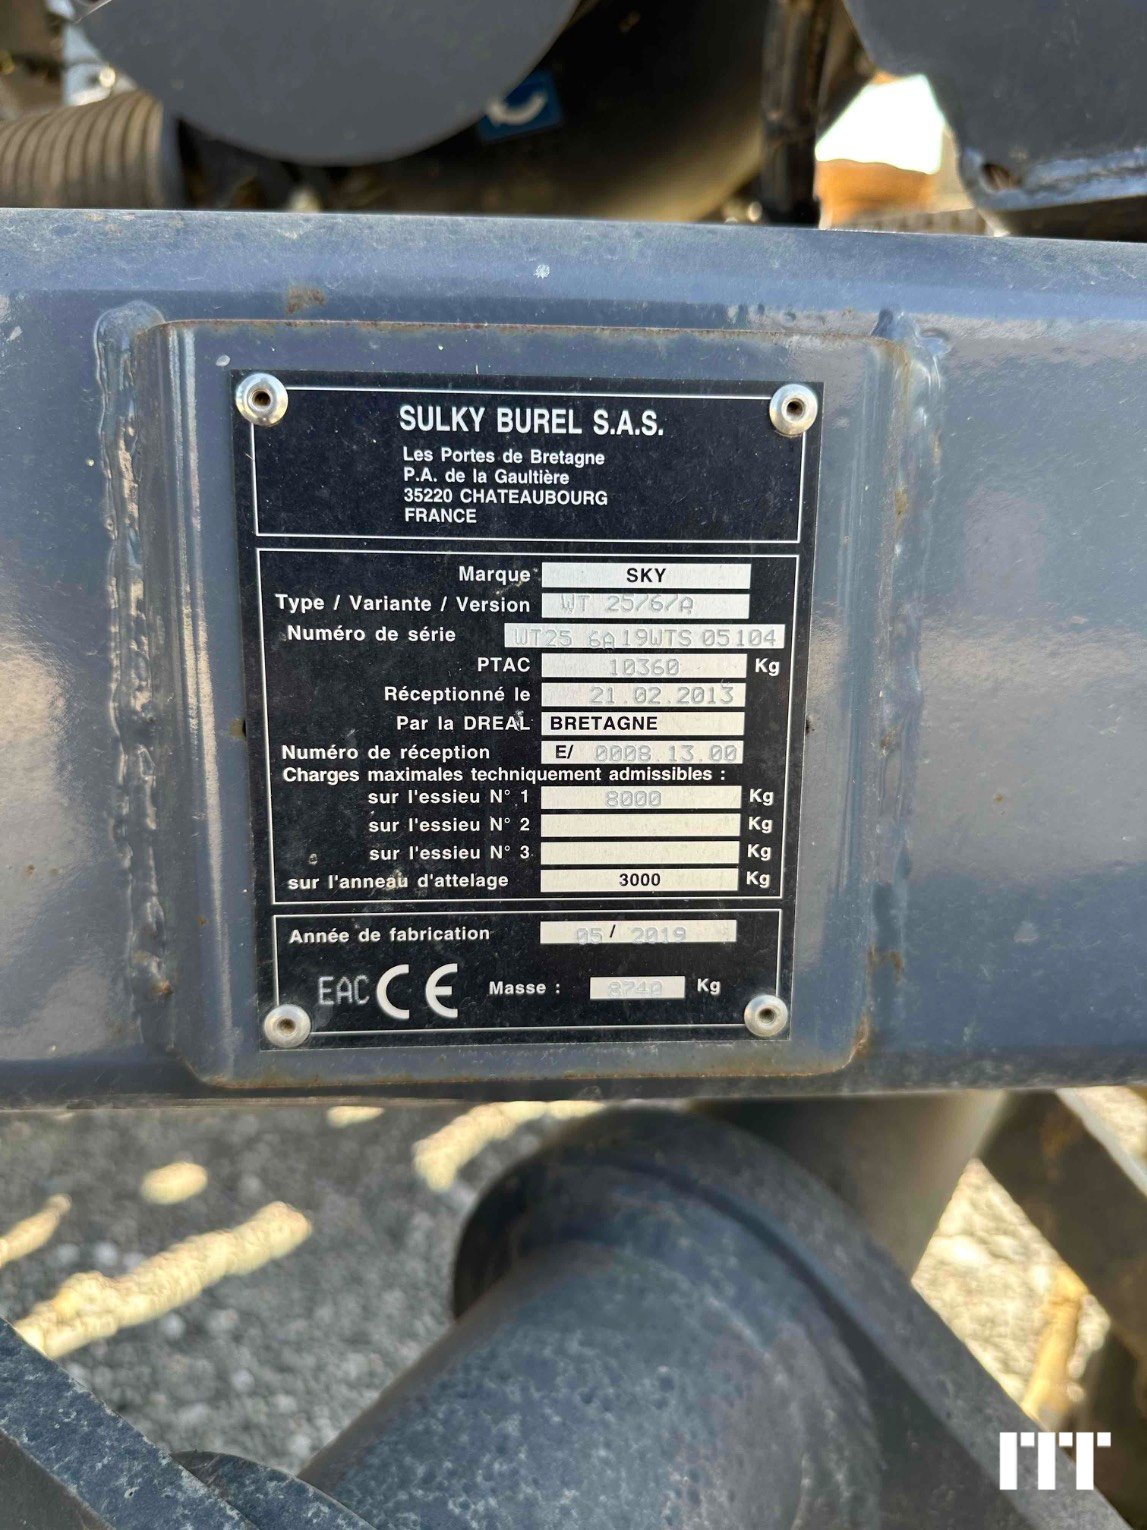 SULKY BUREL S.A.S.
Les Portes de Bretagne
P.A. de la Gaultière
35220 CHATEAUBOURG
FRANCE
Marque SKY
Type / Variante / Version WT 25/6/A
Numéro de série WT25 6A19WTS 05104
PTAC 10360 Kg
Réceptionné le 21 02.2013
Par la DREAL BRETAGNE
Numéro de réception E/ 0008.13.00
Charges maximales techniquement admissibles :
sur l'essieu N° 1 8000 Kg
sur l'essieu N° 2 Kg
sur l'essieu N° 3 Kg
sur l'anneau d'attelage 3000 Kg
Année de fabrication 05 / 2019
EAC CE Masse : 8740 Kg